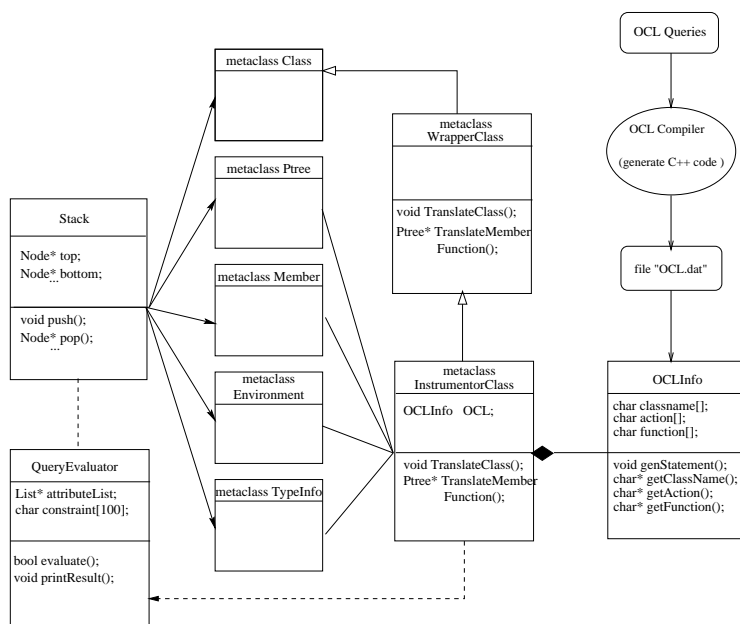 OCL Queries
OCL Compiler
(generate C++ code )
file "OCL.dat"
metaclass Class
metaclass
WrapperClass
void TranslateClass();
Ptree* TranslateMember
Function();
metaclass Ptree
Stack
Node* top;
Node* bottom;
...
void push();
Node* pop();
...
metaclass Member
metaclass
Environment
metaclass
InstrumentorClass
OCLInfo OCL;
void TranslateClass();
Ptree* TranslateMember
Function();
OCLInfo
char classname[];
char action[];
char function[];
void genStatement();
char* getClassName();
char* getAction();
char* getFunction();
QueryEvaluator
List* attributeList;
char constraint[100];
bool evaluate();
void printResult();
metaclass TypeInfo